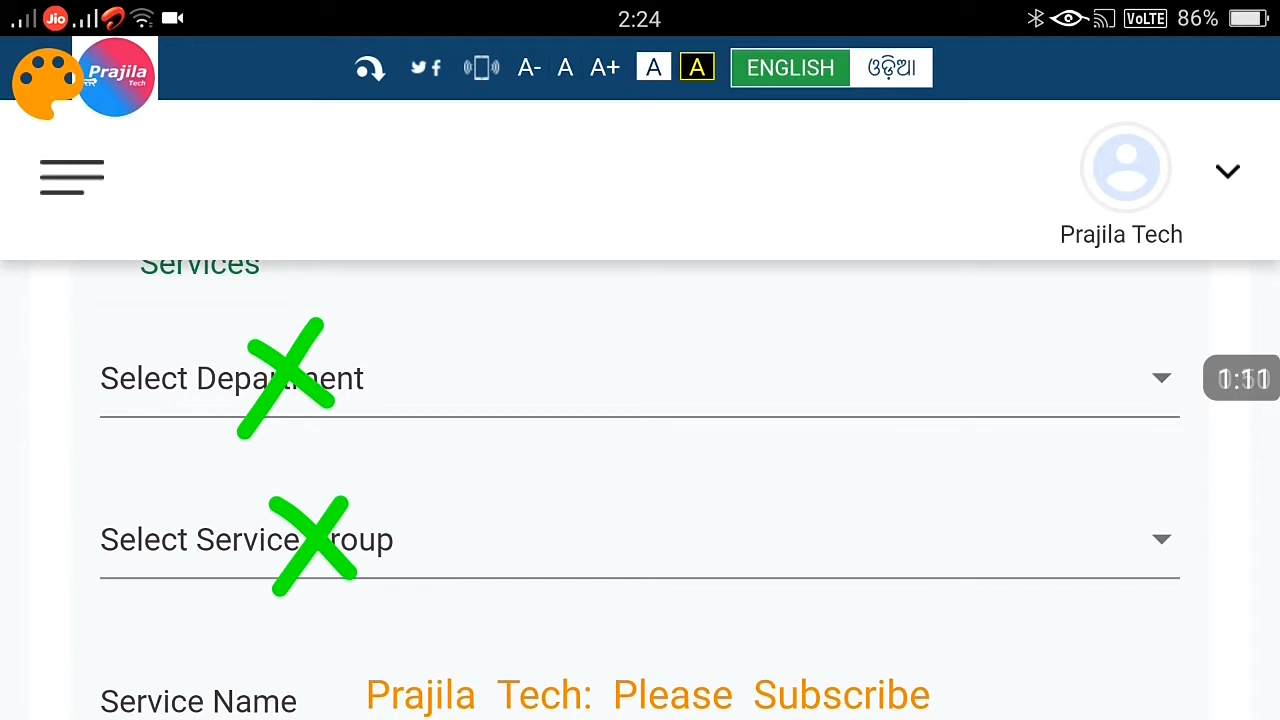 Jio 2:24 VoLTE 86%
Prajila
Tech
A- A A+ A A ENGLISH ଓଡ଼ିଆ
Prajila Tech
Services
Select Department
1:11
Select Service Group
Service Name
Prajila Tech: Please Subscribe